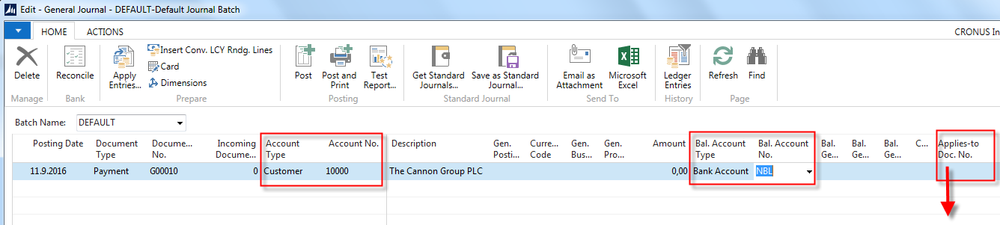 Edit - General Journal - DEFAULT-Default Journal Batch
HOME ACTIONS CRONUS In
Delete
Manage
Reconcile
Bank
Apply
Entries...
Insert Conv. LCY Rndg. Lines
Card
Dimensions
Prepare
Post
Post and
Print
Test
Report...
Posting
Get Standard
Journals...
Save as Standard
Journal...
Standard Journal
Email as
Attachment
Microsoft
Excel
Send To
Ledger
Entries
History
Refresh
Find
Page
Batch Name: DEFAULT
Posting Date
Document
Type
Docume...
No.
Incoming
Docume...
Account
Type
Account No.
Description
Gen.
Posti...
Curre...
Code
Gen.
Bus...
Gen.
Pro...
Amount
Bal. Account
Type
Bal. Account
No.
Bal.
Ge...
Bal.
Ge...
Bal.
Ge...
C...
Applies-to
Doc. No.
11.9.2016 Payment G00010 0 Customer 10000 The Cannon Group PLC 0,00 Bank Account NBL